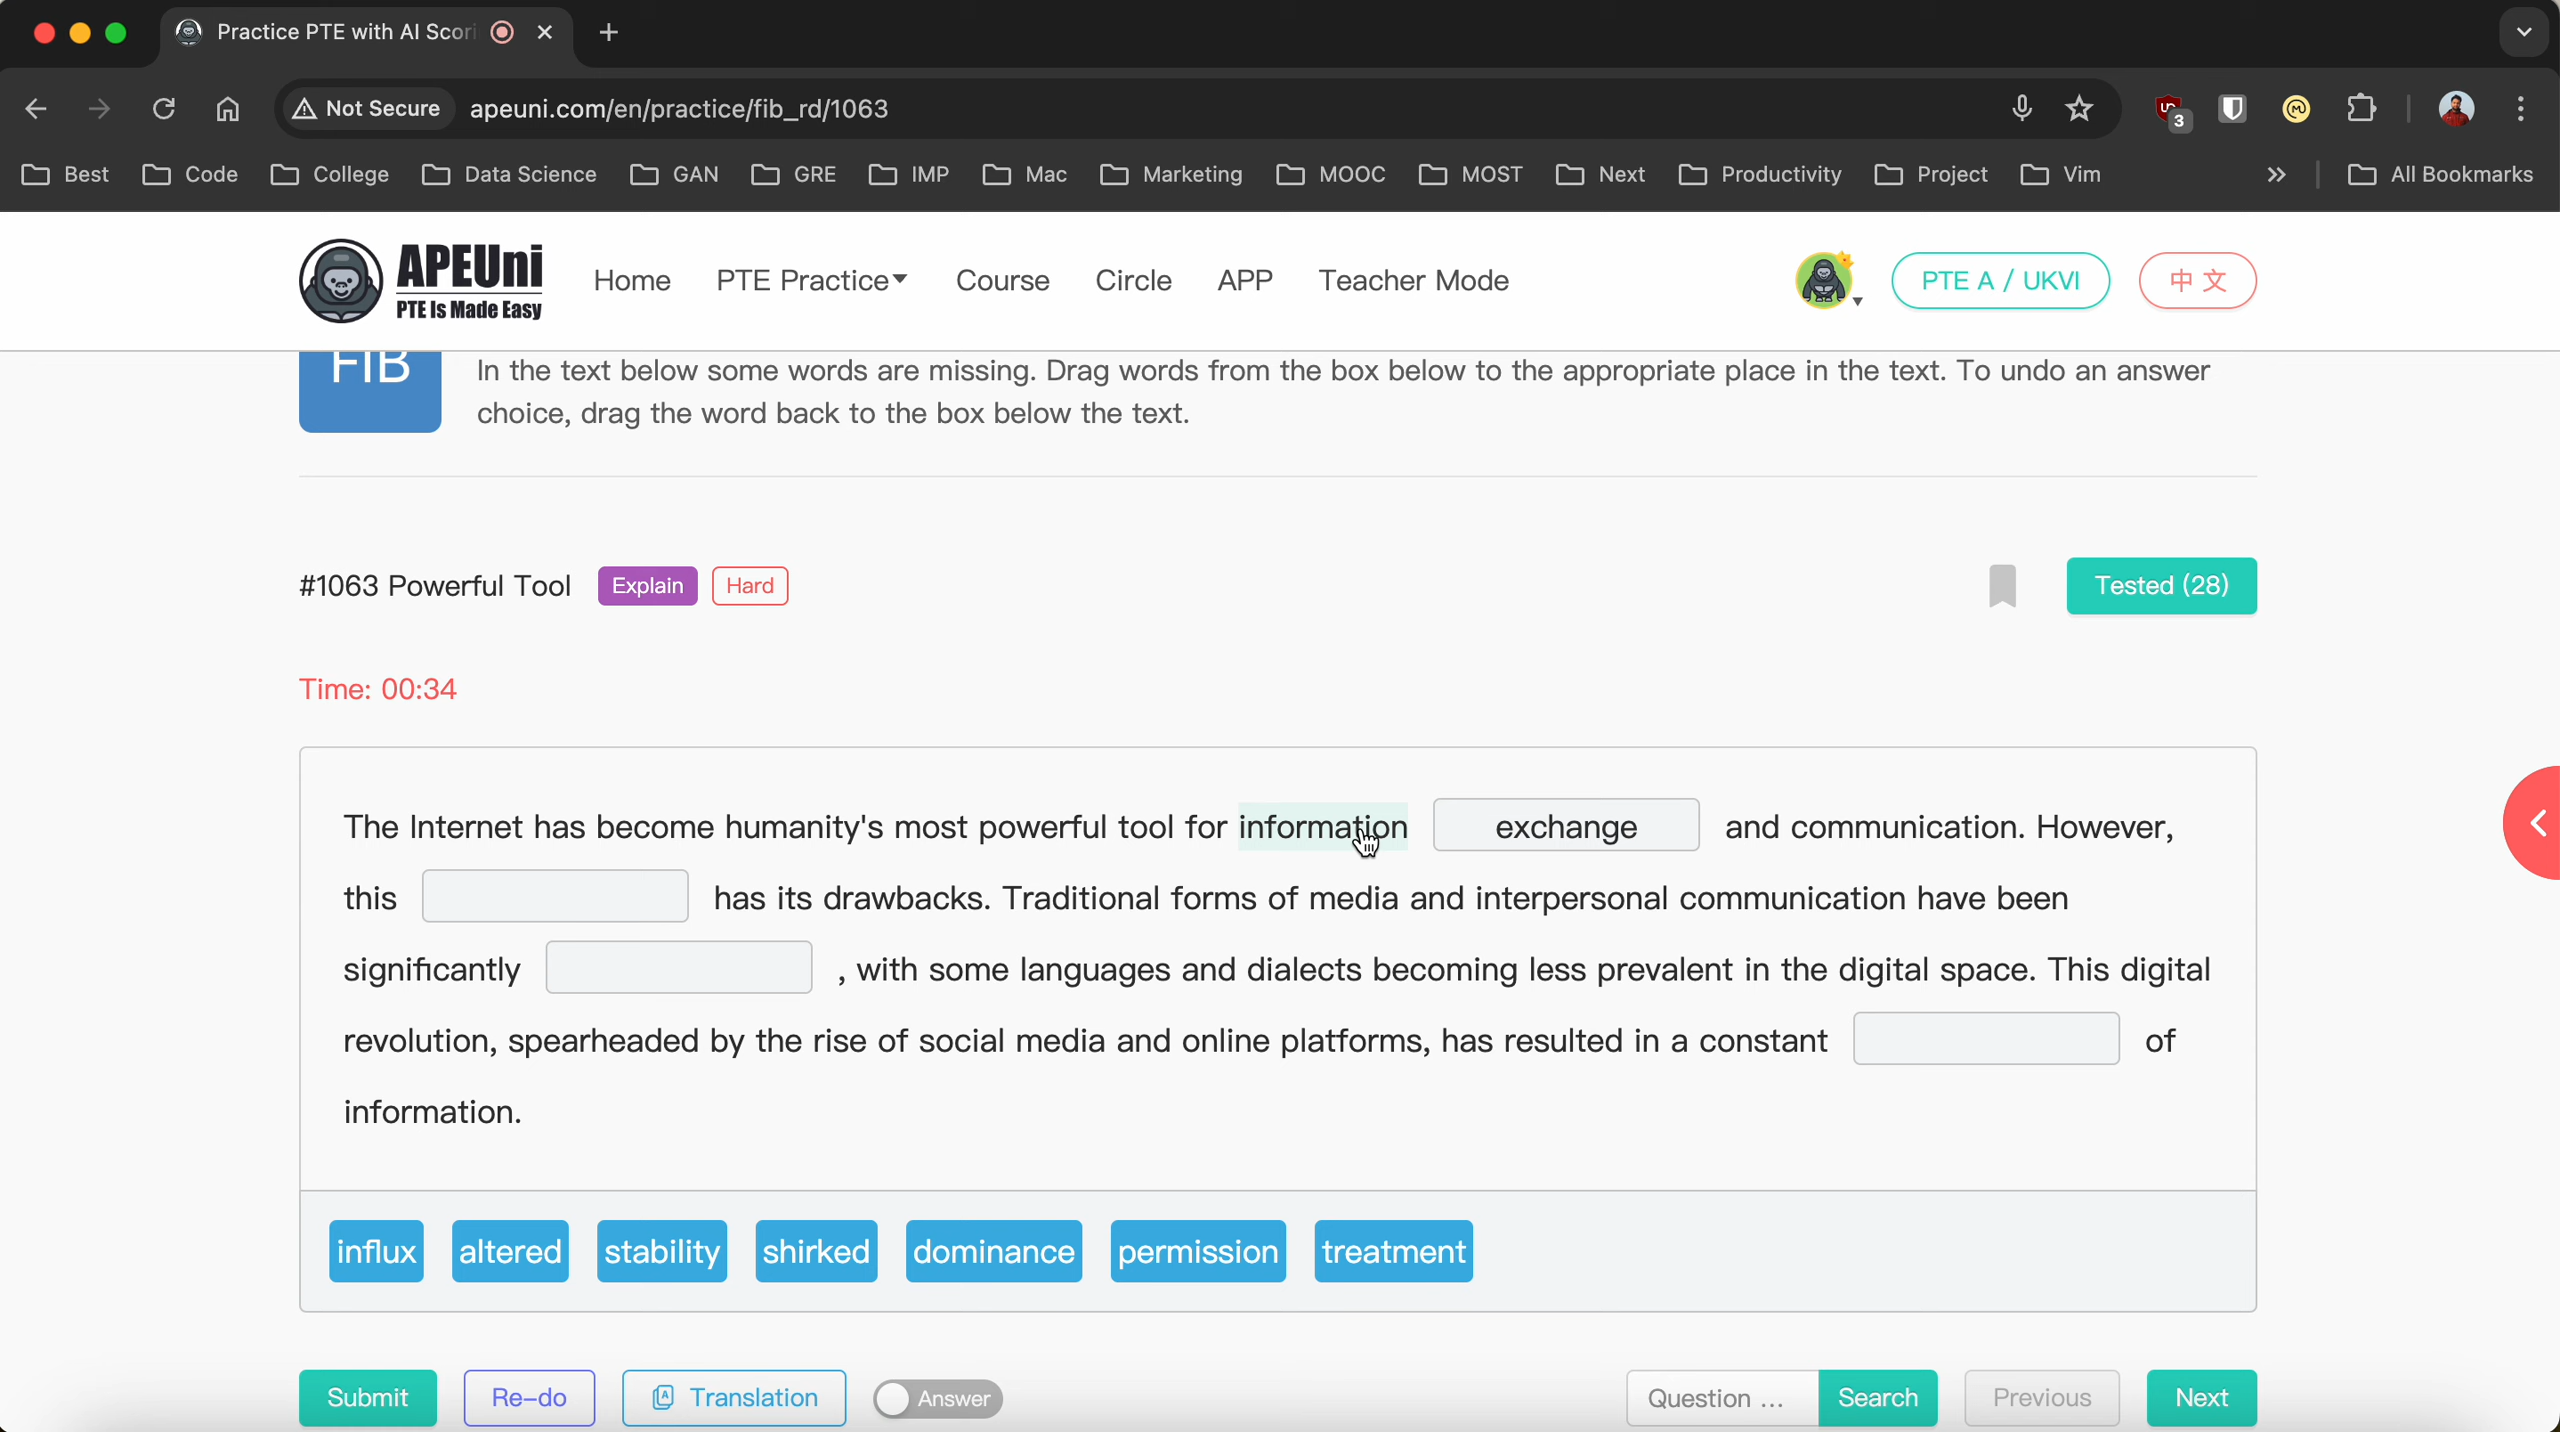 Practice PTE with AI Scori
Not Secure apeuni.com/en/practice/fib_rd/1063
3
Best Code College Data Science GAN GRE IMP Mac Marketing MOOC MOST Next Productivity Project Vim » All Bookmarks
APEUni
PTE Is Made Easy
Home PTE Practice Course Circle APP Teacher Mode PTE A / UKVI 中 文
FIB
In the text below some words are missing. Drag words from the box below to the appropriate place in the text. To undo an answer
choice, drag the word back to the box below the text.
#1063 Powerful Tool Explain Hard Tested (28)
Time: 00:34
The Internet has become humanity's most powerful tool for information exchange and communication. However,
this has its drawbacks. Traditional forms of media and interpersonal communication have been
significantly , with some languages and dialects becoming less prevalent in the digital space. This digital
revolution, spearheaded by the rise of social media and online platforms, has resulted in a constant of
information.
influx altered stability shirked dominance permission treatment
Submit Re-do Translation Answer Question ... Search Previous Next